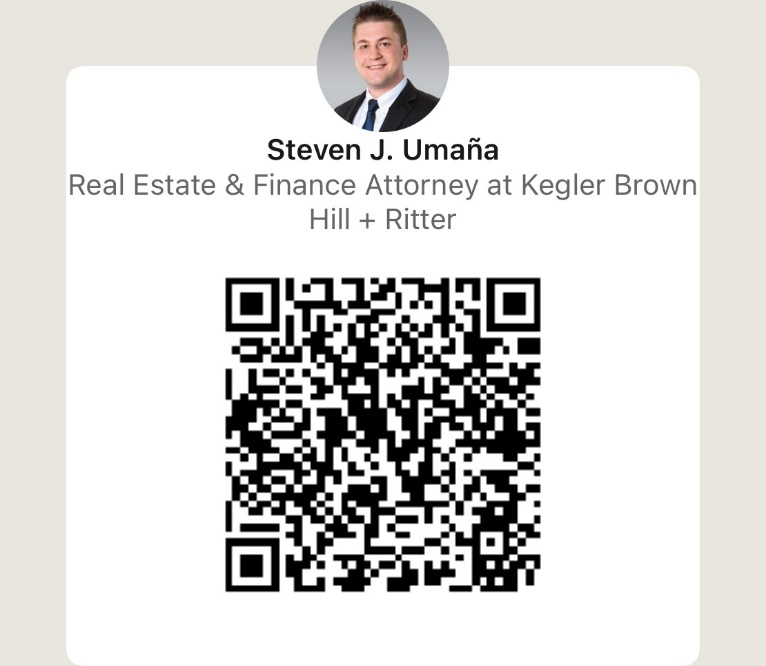 Steven J. Umaña
Real Estate & Finance Attorney at Kegler Brown
Hill + Ritter